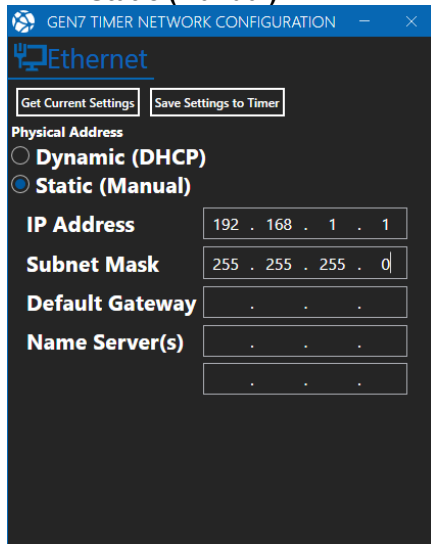 GEN7 TIMER NETWORK CONFIGURATION
Ethernet
Get Current Settings Save Settings to Timer
Physical Address
Dynamic (DHCP)
Static (Manual)
IP Address 192 . 168 . 1 . 1
Subnet Mask 255 . 255 . 255 . 0
Default Gateway . . .
Name Server(s) . . .
. . .